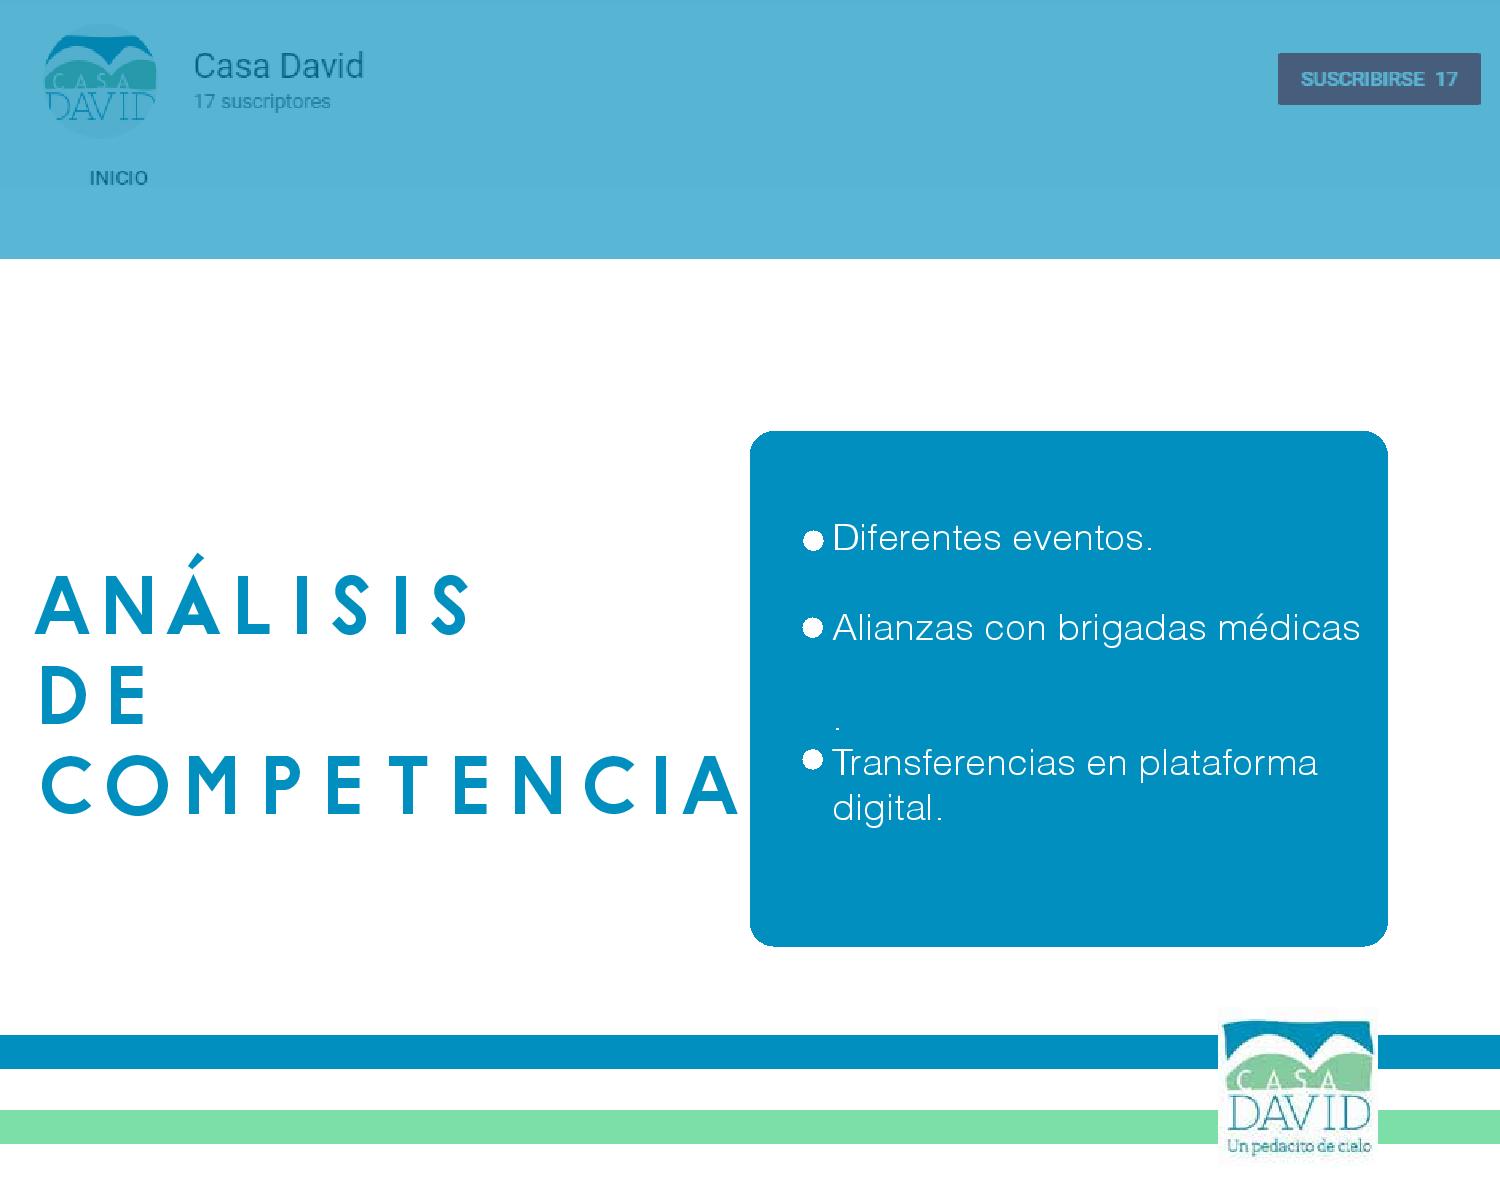 CASA
DAVID
Casa David
17 suscriptores
SUSCRIBIRSE 17
INICIO
ANÁLISIS
DE
COMPETENCIA
Diferentes eventos.
Alianzas con brigadas médicas
.
Transferencias en plataforma
digital.
CASA
DAVID
Un pedacito de cielo